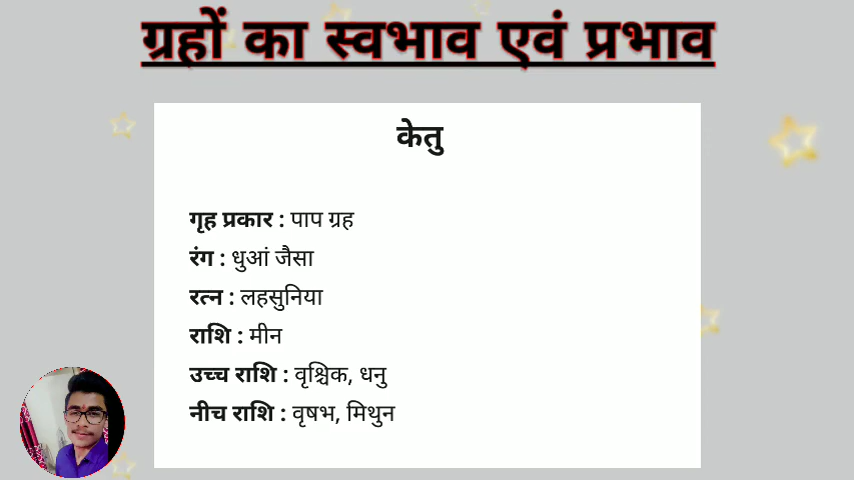 ग्रहों का स्वभाव एवं प्रभाव
केतु
गृह प्रकार : पाप ग्रह
रंग : धुआं जैसा
रत्न : लहसुनिया
राशि : मीन
उच्च राशि : वृश्चिक, धनु
नीच राशि : वृषभ, मिथुन